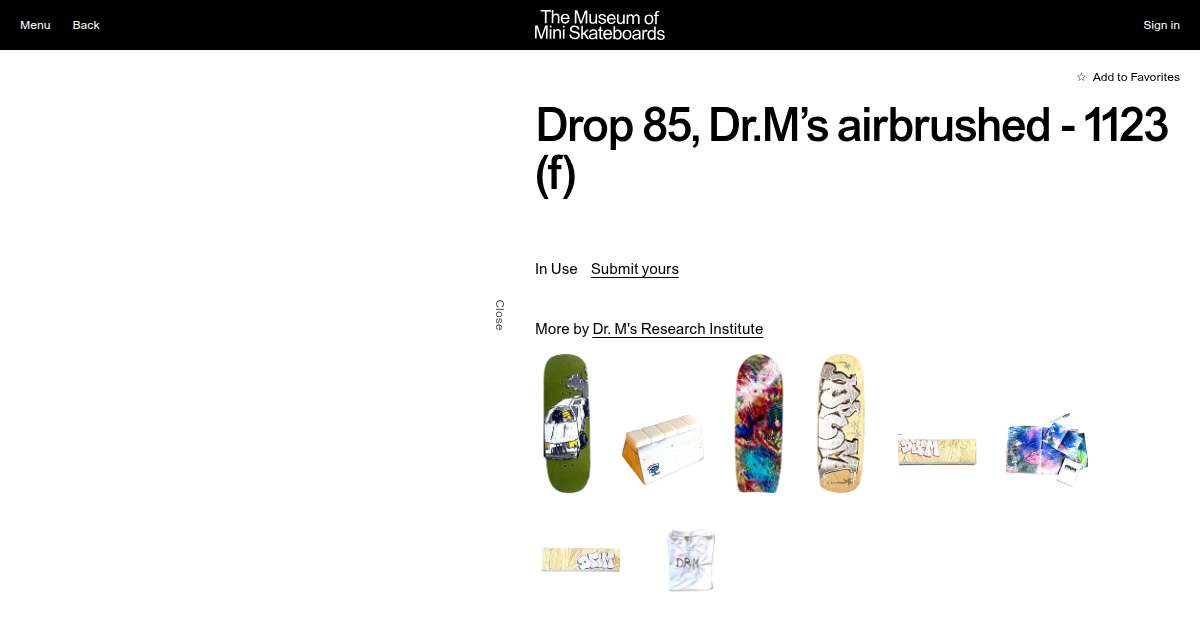 Menu
Back
The Museum of
Mini Skateboards
Sign in
☆ Add to Favorites
Drop 85, Dr.M’s airbrushed - 1123
(f)
In Use
Submit yours
Close
More by Dr. M's Research Institute
DRM